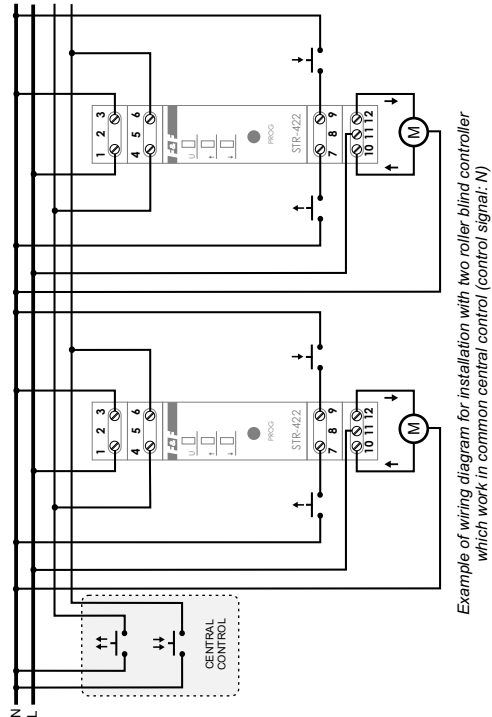 N
L
1 2 3
4 5 6
F&F
U
↑
↓
PROG
STR-422
7 8 9
10 11 12
M
1 2 3
4 5 6
F&F
U
↑
↓
PROG
STR-422
7 8 9
10 11 12
M
CENTRAL
CONTROL
Example of wiring diagram for installation with two roller blind controller
which work in common central control (control signal: N)